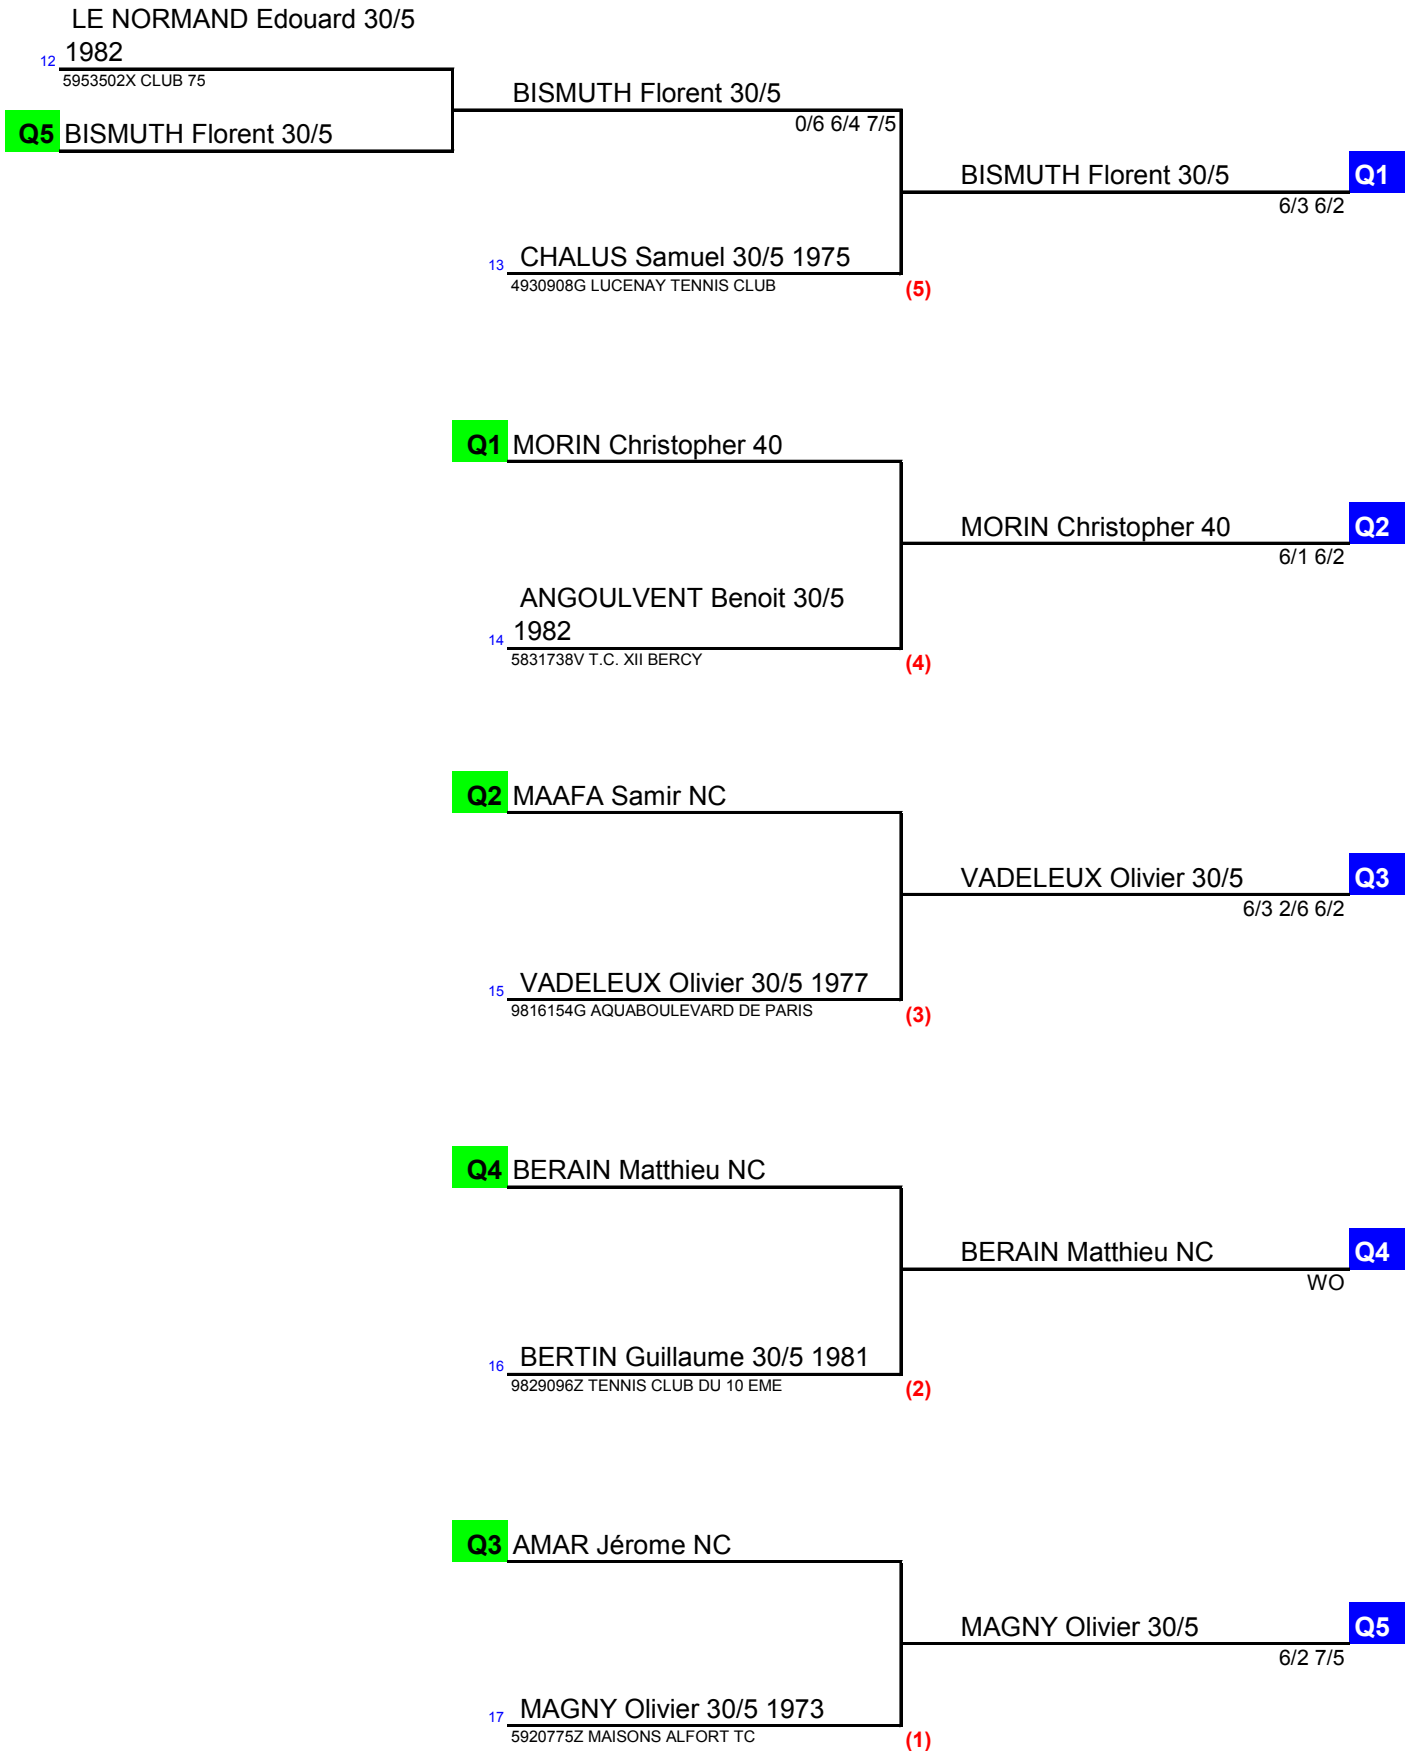 LE NORMAND Edouard 30/5
12 1982
5953502X CLUB 75
Q5 BISMUTH Florent 30/5
BISMUTH Florent 30/5
0/6 6/4 7/5
BISMUTH Florent 30/5 Q1
6/3 6/2
13 CHALUS Samuel 30/5 1975
4930908G LUCENAY TENNIS CLUB
(5)
Q1 MORIN Christopher 40
MORIN Christopher 40 Q2
6/1 6/2
ANGOULVENT Benoit 30/5
14 1982
5831738V T.C. XII BERCY
(4)
Q2 MAAFA Samir NC
VADELEUX Olivier 30/5 Q3
6/3 2/6 6/2
15 VADELEUX Olivier 30/5 1977
9816154G AQUABOULEVARD DE PARIS
(3)
Q4 BERAIN Matthieu NC
BERAIN Matthieu NC Q4
WO
16 BERTIN Guillaume 30/5 1981
9829096Z TENNIS CLUB DU 10 EME
(2)
Q3 AMAR Jérome NC
MAGNY Olivier 30/5 Q5
6/2 7/5
17 MAGNY Olivier 30/5 1973
5920775Z MAISONS ALFORT TC
(1)